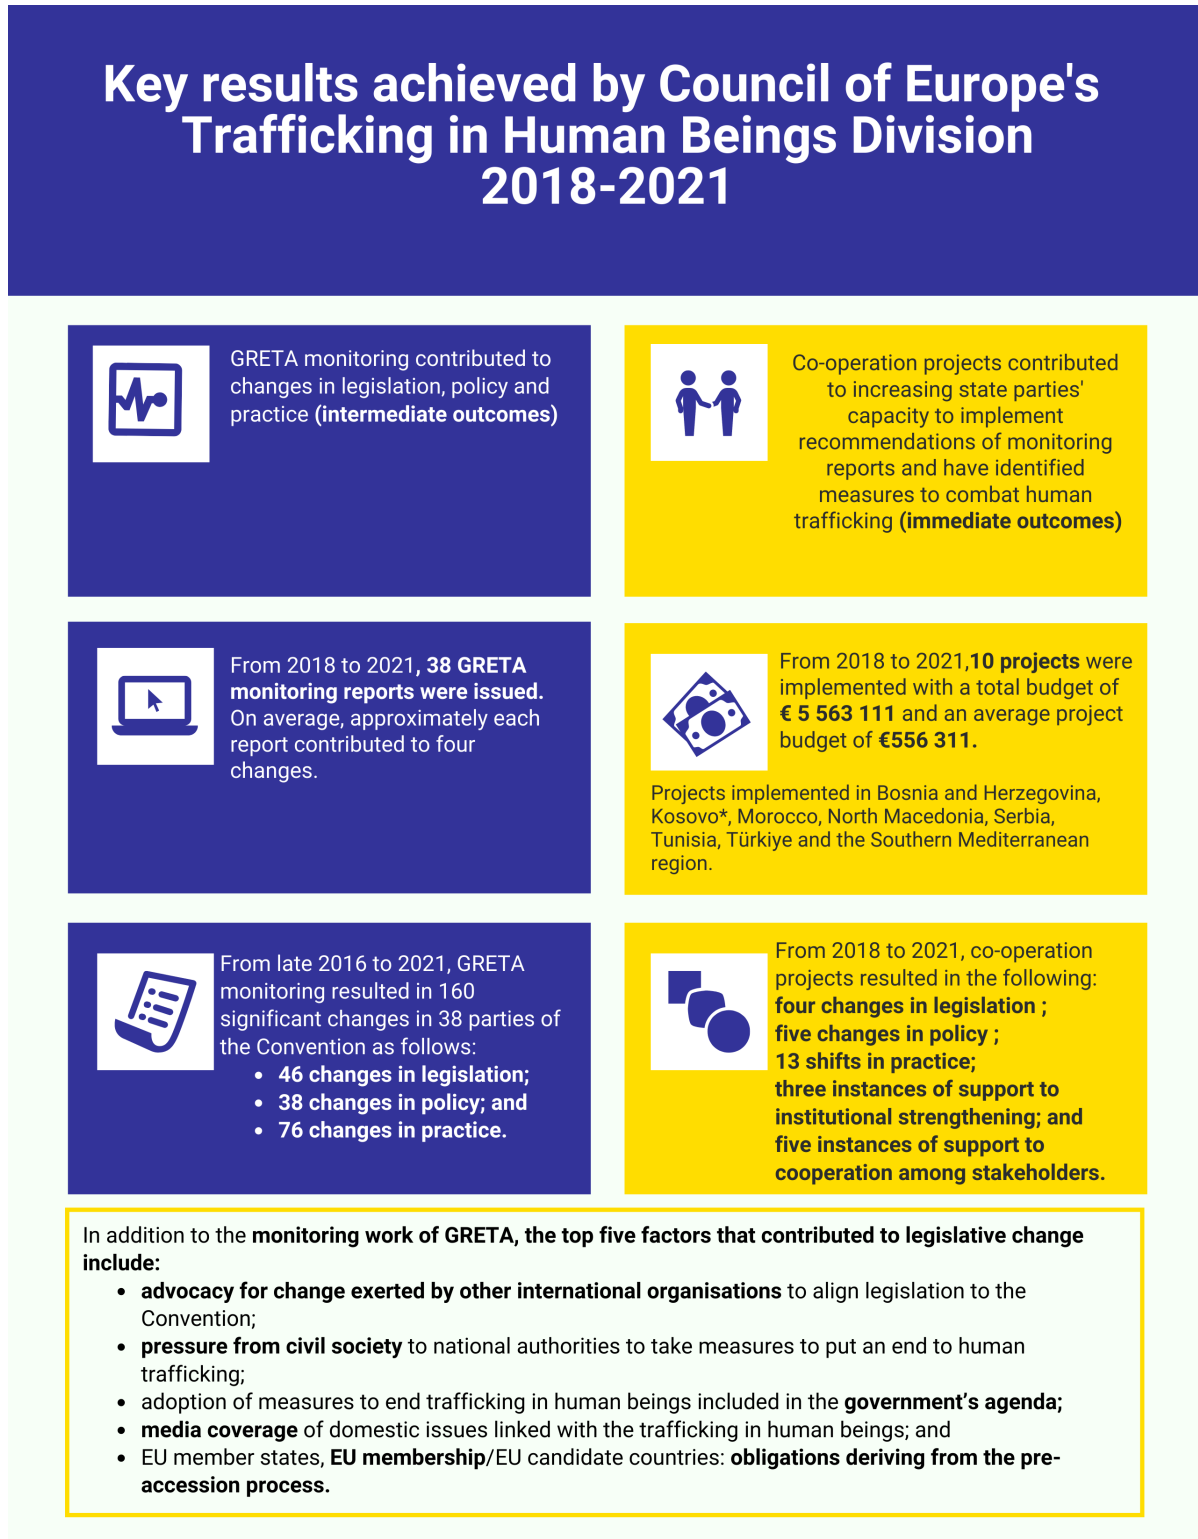 Key results achieved by Council of Europe's
Trafficking in Human Beings Division
2018-2021
GRETA monitoring contributed to
changes in legislation, policy and
practice (intermediate outcomes)
Co-operation projects contributed
to increasing state parties'
capacity to implement
recommendations of monitoring
reports and have identified
measures to combat human
trafficking (immediate outcomes)
From 2018 to 2021, 38 GRETA
monitoring reports were issued.
On average, approximately each
report contributed to four
changes.
From 2018 to 2021,10 projects were
implemented with a total budget of
€ 5 563 111 and an average project
budget of €556 311.
Projects implemented in Bosnia and Herzegovina,
Kosovo*, Morocco, North Macedonia, Serbia,
Tunisia, Türkiye and the Southern Mediterranean
region.
From late 2016 to 2021, GRETA
monitoring resulted in 160
significant changes in 38 parties of
the Convention as follows:
• 46 changes in legislation;
• 38 changes in policy; and
• 76 changes in practice.
From 2018 to 2021, co-operation
projects resulted in the following:
four changes in legislation ;
five changes in policy ;
13 shifts in practice;
three instances of support to
institutional strengthening; and
five instances of support to
cooperation among stakeholders.
In addition to the monitoring work of GRETA, the top five factors that contributed to legislative change
include:
• advocacy for change exerted by other international organisations to align legislation to the
Convention;
• pressure from civil society to national authorities to take measures to put an end to human
trafficking;
• adoption of measures to end trafficking in human beings included in the government’s agenda;
• media coverage of domestic issues linked with the trafficking in human beings; and
• EU member states, EU membership/EU candidate countries: obligations deriving from the pre-
accession process.